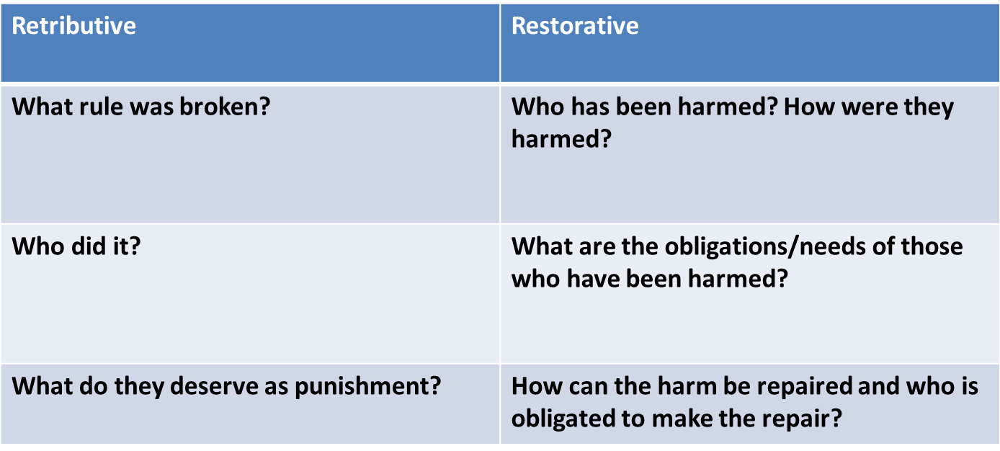 Retributive
Restorative
What rule was broken?
Who has been harmed? How were they
harmed?
Who did it?
What are the obligations/needs of those
who have been harmed?
What do they deserve as punishment?
How can the harm be repaired and who is
obligated to make the repair?